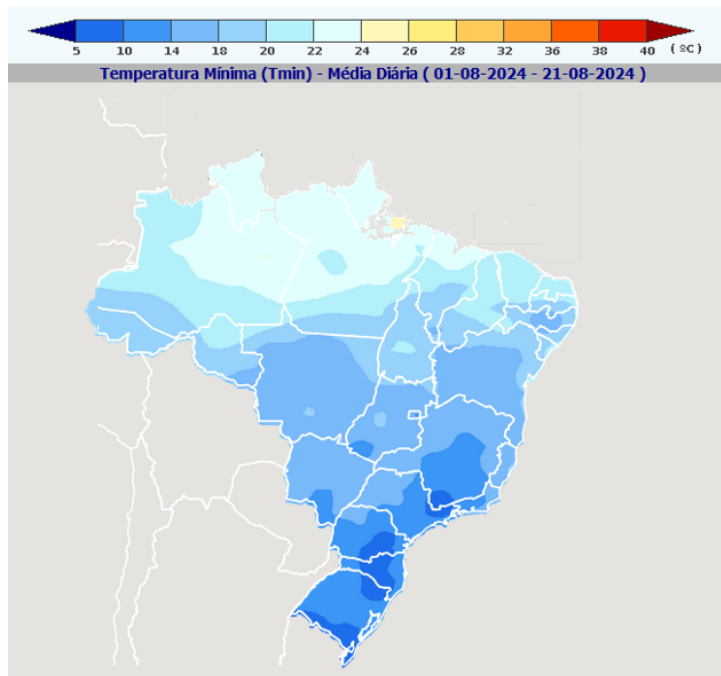 5 10 14 18 20 22 24 26 28 32 36 38 40 ( ºC )
Temperatura Mínima (Tmin) - Média Diária ( 01-08-2024 - 21-08-2024 )